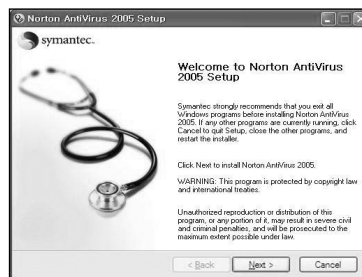 Norton AntiVirus 2005 Setup
symantec.
Welcome to Norton AntiVirus
2005 Setup
Symantec strongly recommends that you exit all
Windows programs before installing Norton AntiVirus
2005. If any other programs are currently running, click
Cancel to quit Setup, close the other programs, and
restart the installer.
Click Next to install Norton AntiVirus 2005.
WARNING: This program is protected by copyright law
and international treaties.
Unauthorized reproduction or distribution of this
program, or any portion of it, may result in severe civil
and criminal penalties, and will be prosecuted to the
maximum extent possible under law.
< Back Next > Cancel